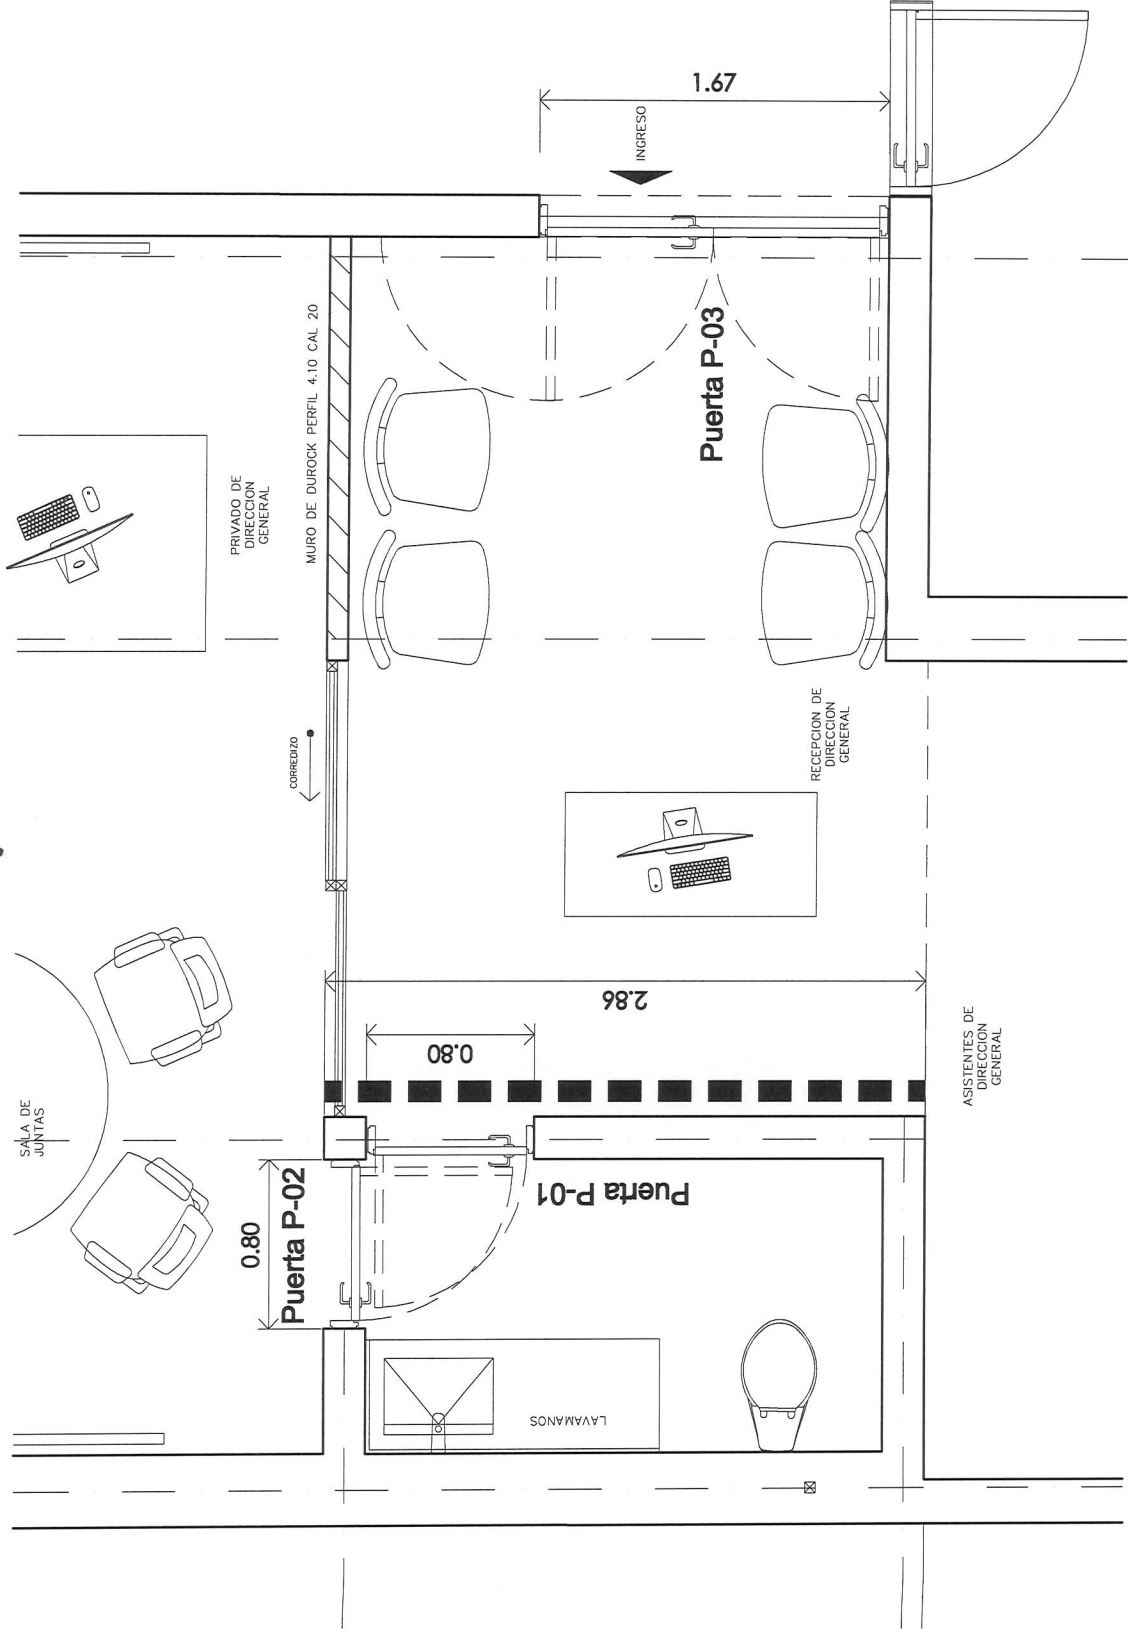 1.67
INGRESO
Puerta P-03
MURO DE DUROCK PERFIL 4.10 CAL 20
PRIVADO DE
DIRECCION
GENERAL
CORREDIZO
RECEPCION DE
DIRECCION
GENERAL
2.86
0.80
ASISTENTES DE
DIRECCION
GENERAL
SALA DE
JUNTAS
Puerta P-01
0.80
Puerta P-02
LAVAMANOS